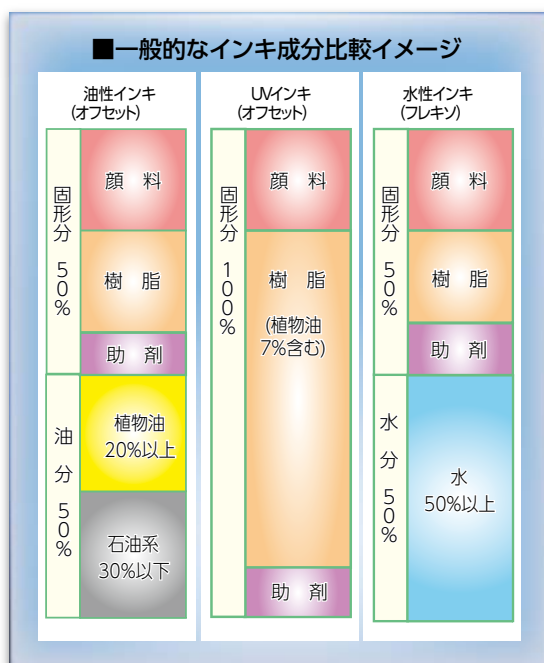 ■一般的なインキ成分比較イメージ
油性インキ
(オフセット)
固形分 50%
顔 料
樹 脂
助 剤
油 分 50%
植物油
20%以上
石油系
30%以下
UVインキ
(オフセット)
固形分 100%
顔 料
樹 脂
(植物油
7%含む)
助 剤
水性インキ
(フレキソ)
固形分 50%
顔 料
樹 脂
助 剤
水 分 50%
水
50%以上